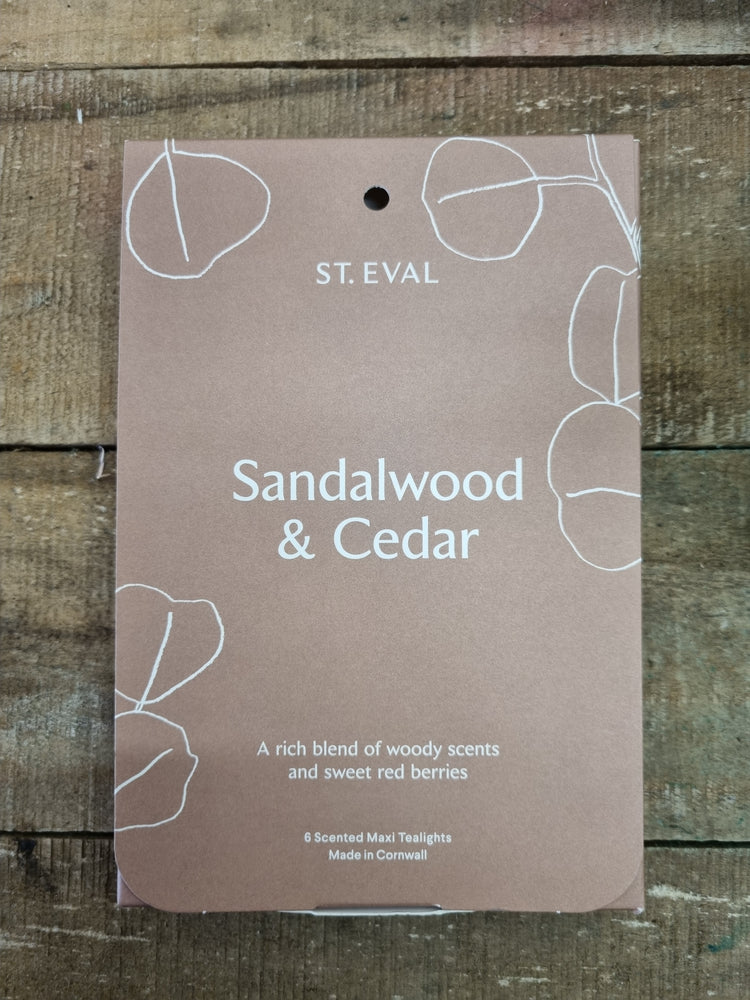 ST. EVAL
Sandalwood
& Cedar
A rich blend of woody scents
and sweet red berries
6 Scented Maxi Tealights
Made in Cornwall